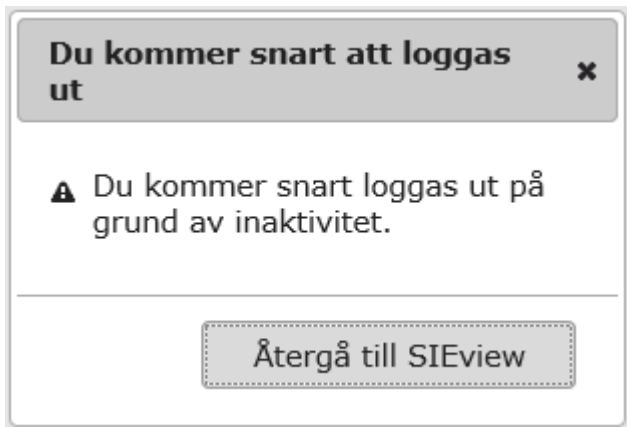 Du kommer snart att loggas
ut
Du kommer snart loggas ut på
grund av inaktivitet.
Återgå till SIEview